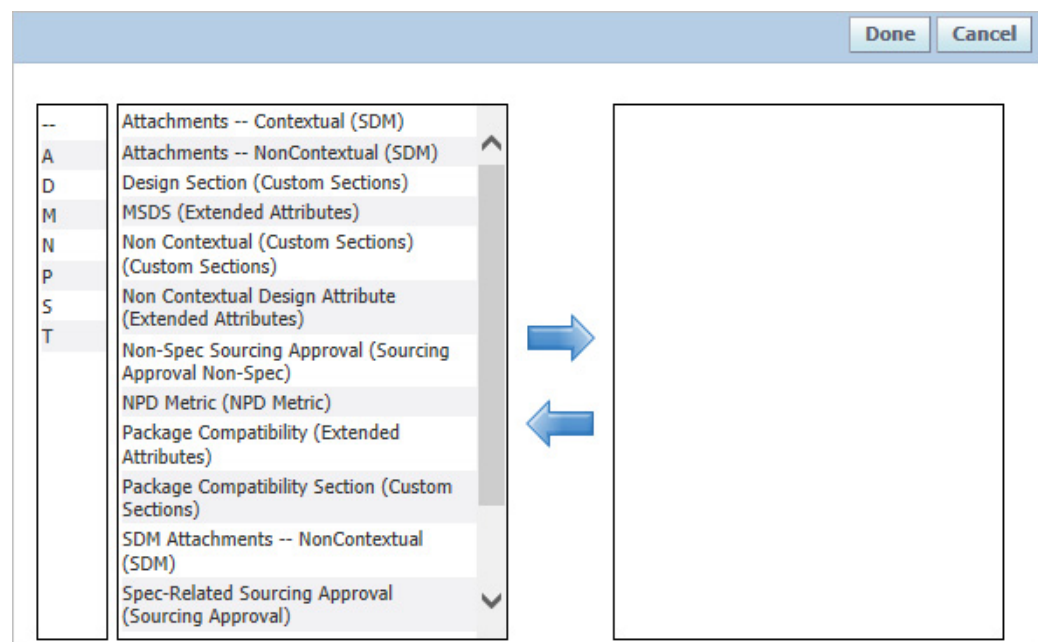 Done Cancel
--
A
D
M
N
P
S
T
Attachments -- Contextual (SDM)
Attachments -- NonContextual (SDM)
Design Section (Custom Sections)
MSDS (Extended Attributes)
Non Contextual (Custom Sections)
(Custom Sections)
Non Contextual Design Attribute
(Extended Attributes)
Non-Spec Sourcing Approval (Sourcing
Approval Non-Spec)
NPD Metric (NPD Metric)
Package Compatibility (Extended
Attributes)
Package Compatibility Section (Custom
Sections)
SDM Attachments -- NonContextual
(SDM)
Spec-Related Sourcing Approval
(Sourcing Approval)